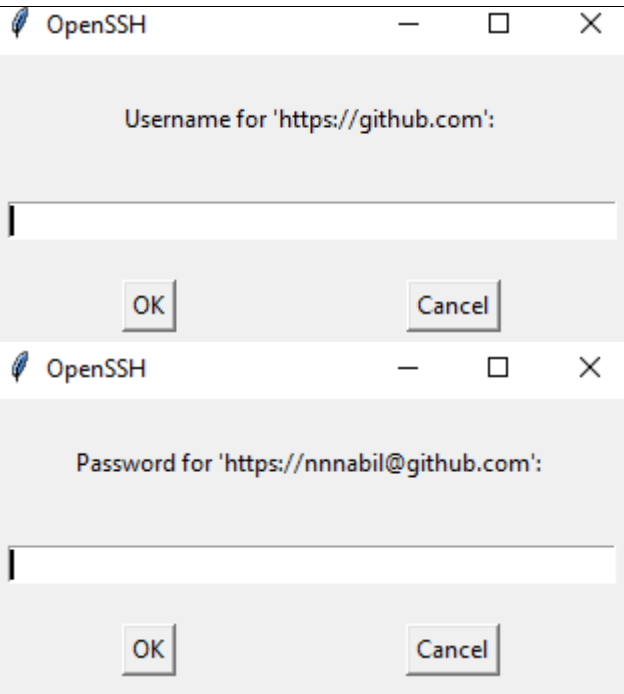 OpenSSH
Username for 'https://github.com':
OK Cancel
OpenSSH
Password for 'https://nnnabil@github.com':
OK Cancel